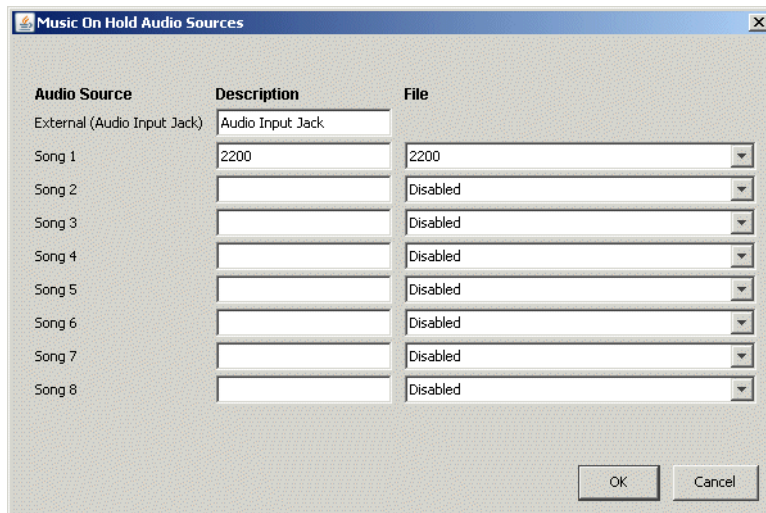 Music On Hold Audio Sources
Audio Source Description File
External (Audio Input Jack) Audio Input Jack
Song 1 2200 2200
Song 2 Disabled
Song 3 Disabled
Song 4 Disabled
Song 5 Disabled
Song 6 Disabled
Song 7 Disabled
Song 8 Disabled
OK Cancel